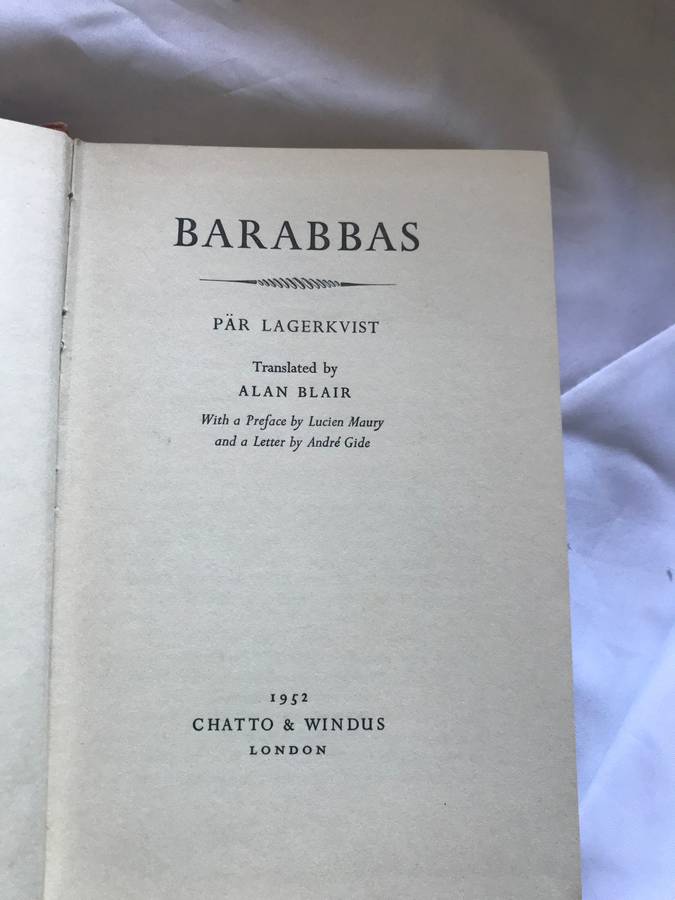 BARABBAS
PÄR LAGERKVIST
Translated by
ALAN BLAIR
With a Preface by Lucien Maury
and a Letter by André Gide
1952
CHATTO & WINDUS
LONDON